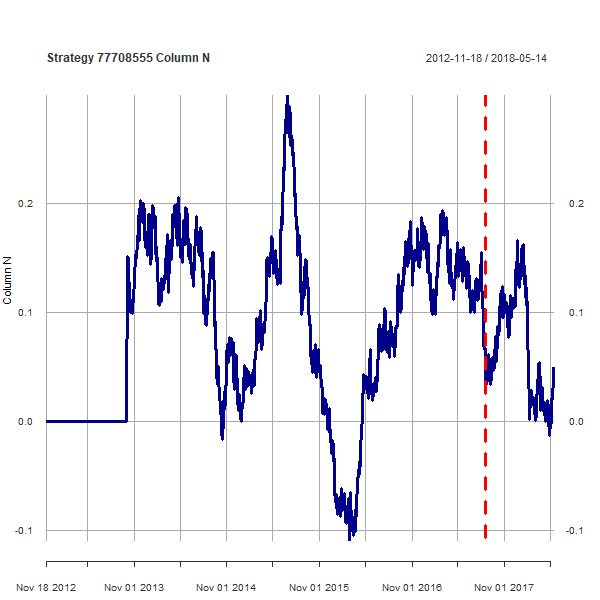 Strategy 77708555 Column N
2012-11-18 / 2018-05-14
Column N
0.2
0.2
0.1
0.1
0.0
0.0
-0.1
-0.1
Nov 18 2012
Nov 01 2013
Nov 01 2014
Nov 01 2015
Nov 01 2016
Nov 01 2017